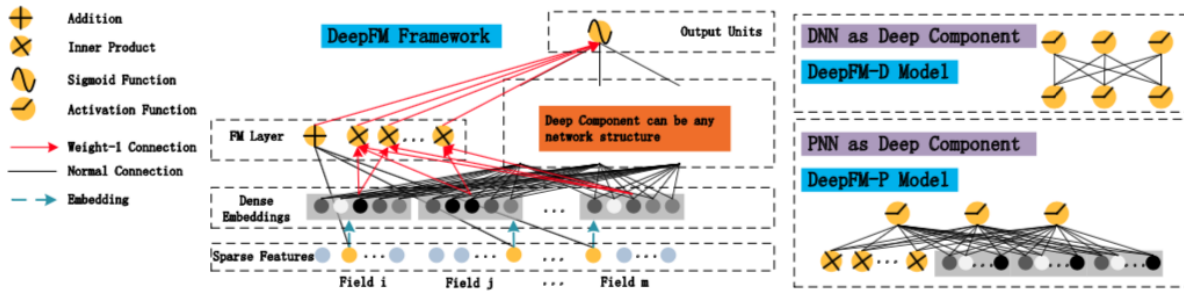 Addition
Inner Product
Sigmoid Function
Activation Function
Weight-1 Connection
Normal Connection
Embedding
DeepFM Framework
Output Units
Deep Component can be any
network structure
FM Layer
...
Dense
Embeddings
...
Sparse Features
... ... ... ...
Field i Field j ... Field m
DNN as Deep Component
DeepFM-D Model
PNN as Deep Component
DeepFM-P Model
... ... ... ...